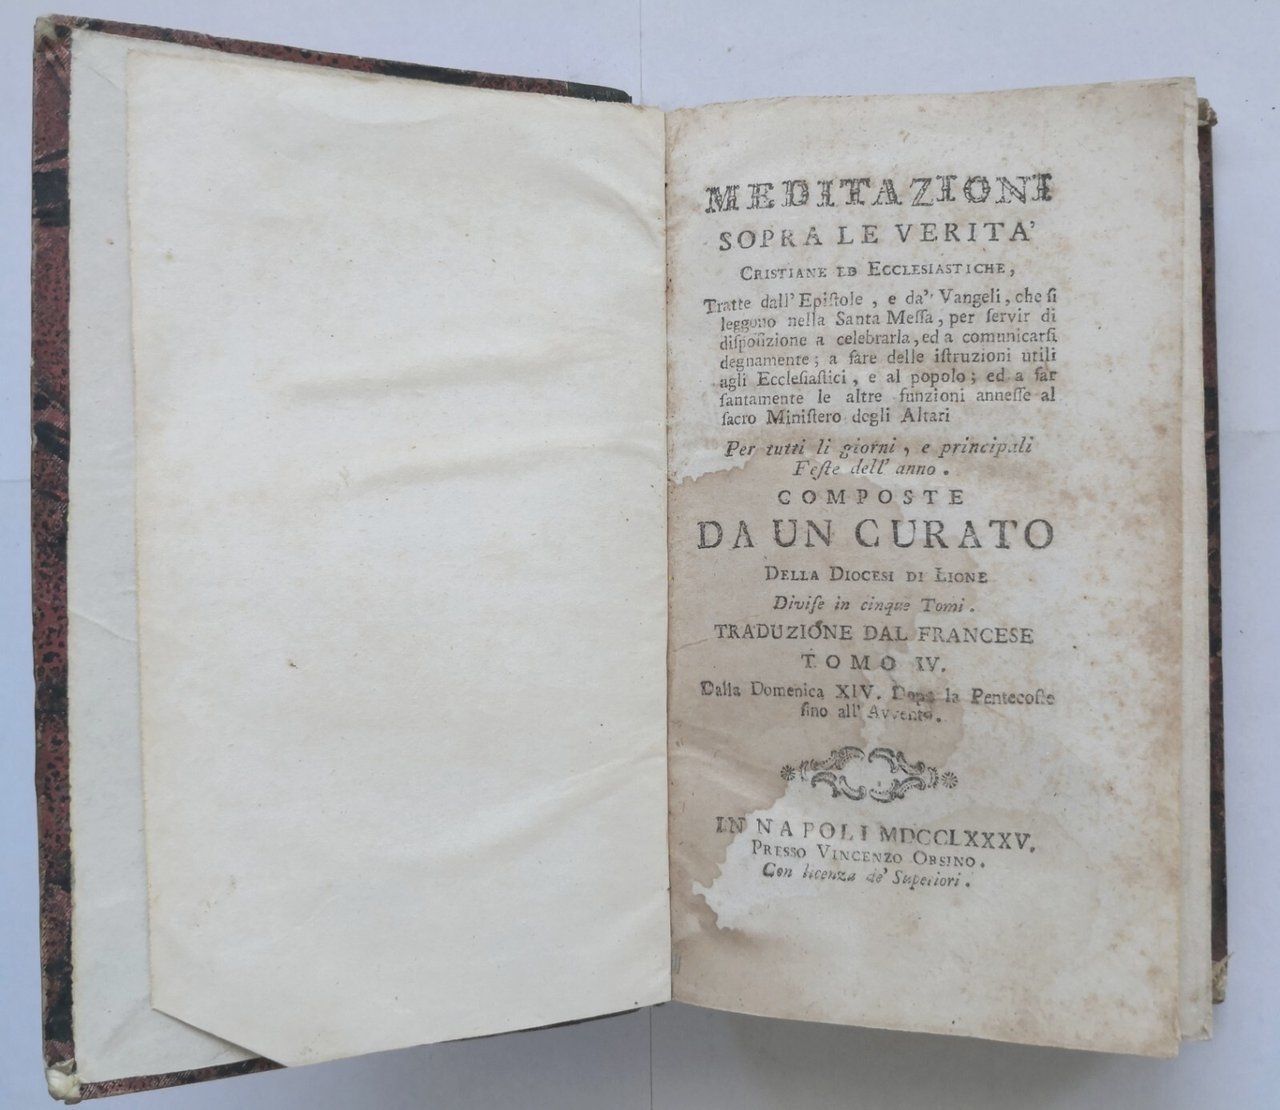 MEDITAZIONI
SOPRA LE VERITA'
CRISTIANE ED ECCLESIASTICHE,
Tratte dall' Epiſtole, e da' Vangeli, che ſi
leggono nella Santa Meſſa, per ſervir di
diſpoſizione a celebrarla, ed a comunicarſi
degnamente; a fare delle iſtruzioni utili
agli Eccleſiaſtici, e al popolo; ed a far
ſantamente le altre funzioni anneſſe al
ſacro Miniſtero degli Altari
Per tutti li giorni, e principali
Feſte dell' anno.
COMPOSTE
DA UN CURATO
DELLA DIOCESI DI LIONE
Diviſe in cinque Tomi.
TRADUZIONE DAL FRANCESE
TOMO IV.
Dalla Domenica XIV. Dopo la Pentecoſte
ſino all' Avvento.
IN NAPOLI MDCCLXXXV.
PRESSO VINCENZO ORSINO.
Con licenza de' Superiori.